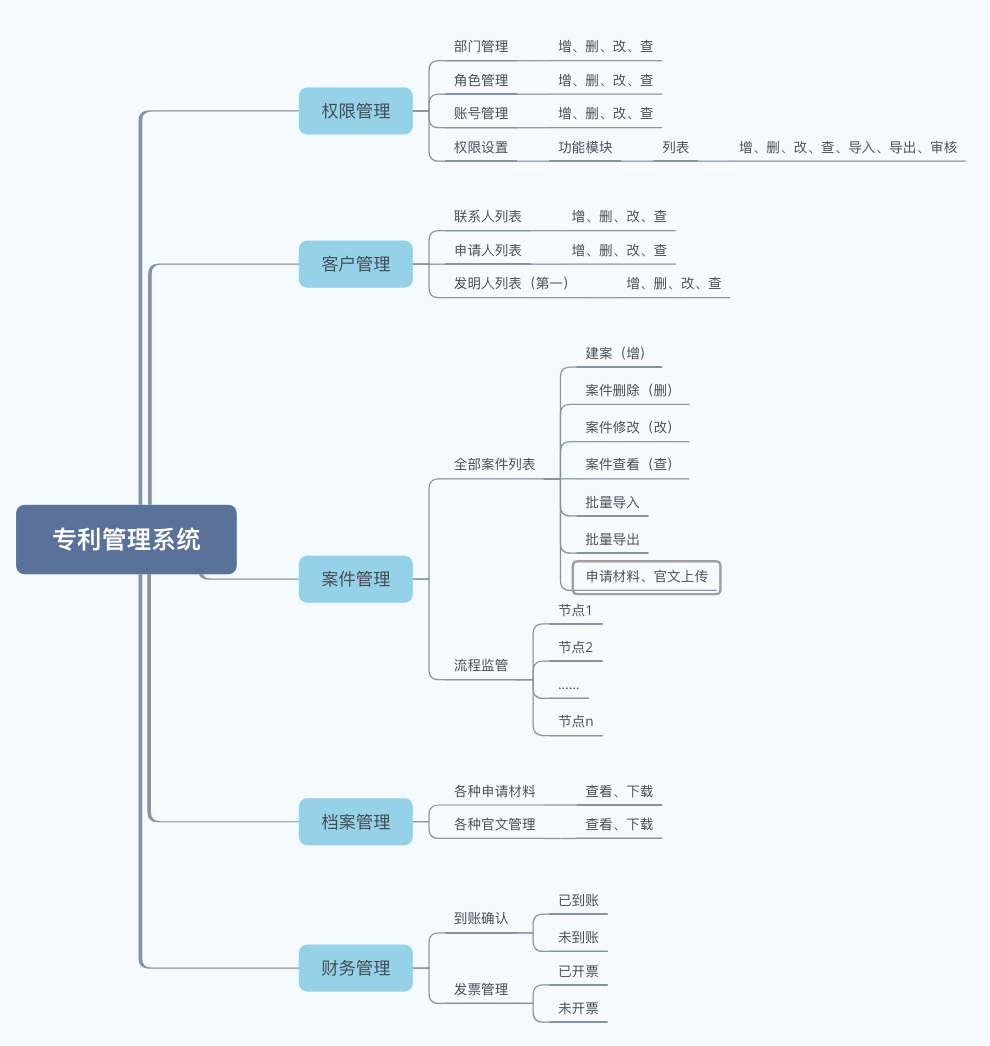 专利管理系统
权限管理
部门管理 增、删、改、查
角色管理 增、删、改、查
账号管理 增、删、改、查
权限设置 功能模块 列表 增、删、改、查、导入、导出、审核
客户管理
联系人列表 增、删、改、查
申请人列表 增、删、改、查
发明人列表（第一） 增、删、改、查
案件管理
全部案件列表
建案（增）
案件删除（删）
案件修改（改）
案件查看（查）
批量导入
批量导出
申请材料、官文上传
流程监管
节点1
节点2
……
节点n
档案管理
各种申请材料 查看、下载
各种官文管理 查看、下载
财务管理
到账确认
已到账
未到账
发票管理
已开票
未开票